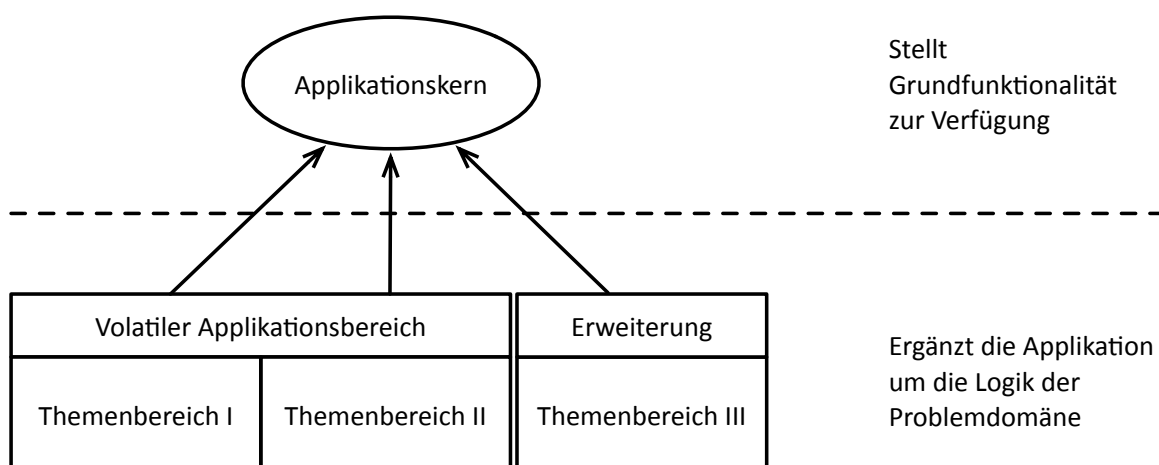 Applikationskern
Stellt
Grundfunktionalität
zur Verfügung
Volatiler Applikationsbereich
Erweiterung
Themenbereich I
Themenbereich II
Themenbereich III
Ergänzt die Applikation
um die Logik der
Problemdomäne